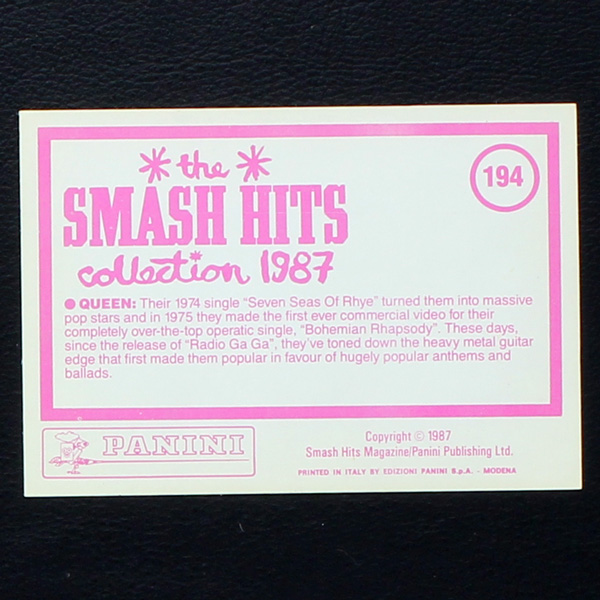 the
194
SMASH HITS
collection 1987
● QUEEN: Their 1974 single “Seven Seas Of Rhye” turned them into massive
pop stars and in 1975 they made the first ever commercial video for their
completely over-the-top operatic single, “Bohemian Rhapsody”. These days,
since the release of “Radio Ga Ga”, they’ve toned down the heavy metal guitar
edge that first made them popular in favour of hugely popular anthems and
ballads.
PANINI
Copyright © 1987
Smash Hits Magazine/Panini Publishing Ltd.
PRINTED IN ITALY BY EDIZIONI PANINI S.p.A. - MODENA